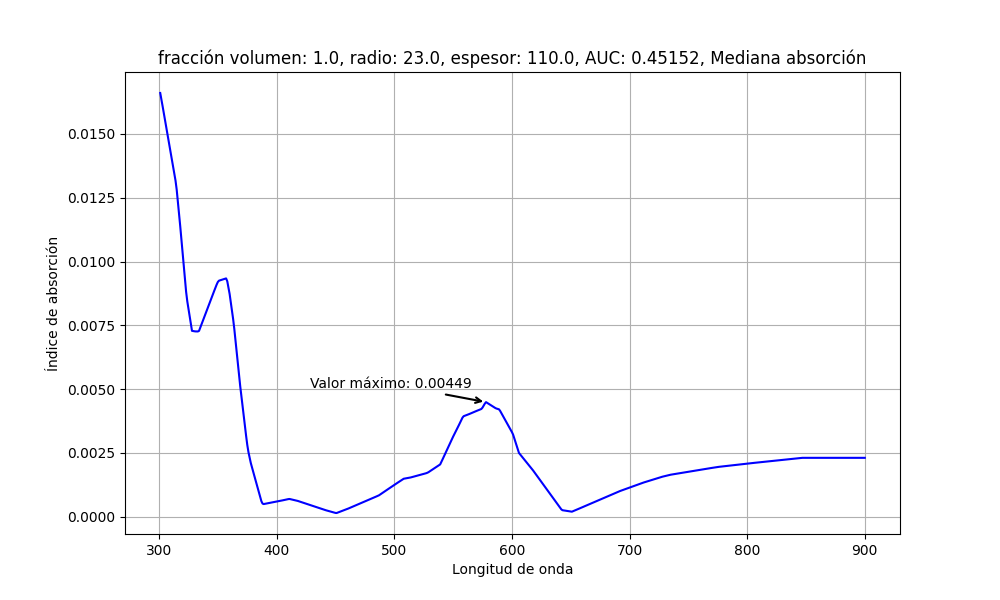 fracción volumen: 1.0, radio: 23.0, espesor: 110.0, AUC: 0.45152, Mediana absorción
Índice de absorción
0.0150
0.0125
0.0100
0.0075
0.0050
0.0025
0.0000
Valor máximo: 0.00449
300 400 500 600 700 800 900
Longitud de onda